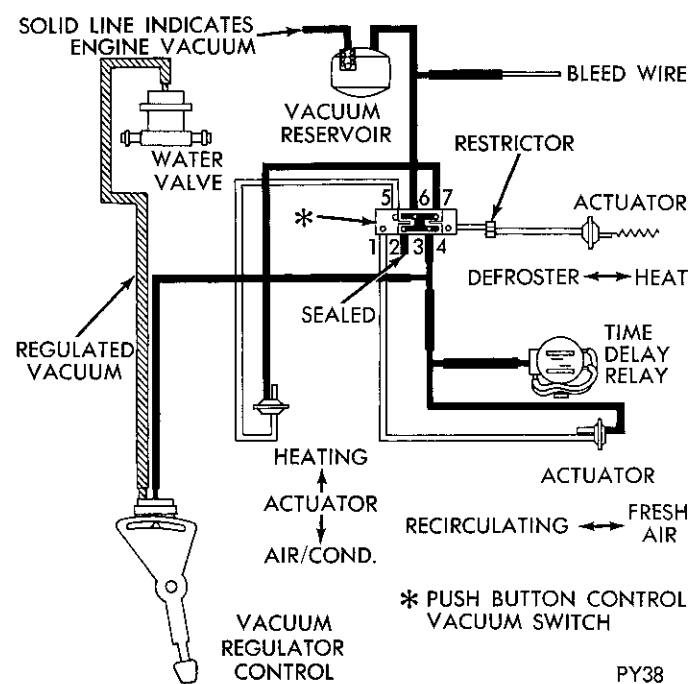 SOLID LINE INDICATES
ENGINE VACUUM
BLEED WIRE
VACUUM
RESERVOIR
WATER
VALVE
RESTRICTOR
ACTUATOR
5 6 7
*
1 2 3 4
DEFROSTER ↔ HEAT
SEALED
REGULATED
VACUUM
TIME
DELAY
RELAY
HEATING
ACTUATOR
AIR/COND.
ACTUATOR
RECIRCULATING ↔ FRESH
AIR
* PUSH BUTTON CONTROL
VACUUM SWITCH
VACUUM
REGULATOR
CONTROL
PY38